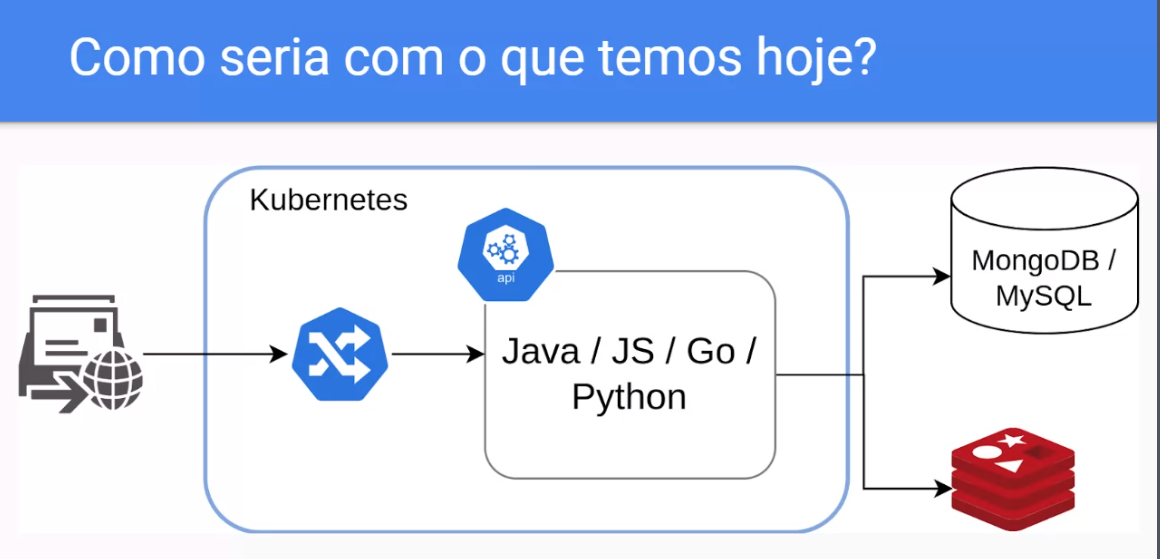 Como seria com o que temos hoje?
Kubernetes
api
Java / JS / Go /
Python
MongoDB /
MySQL